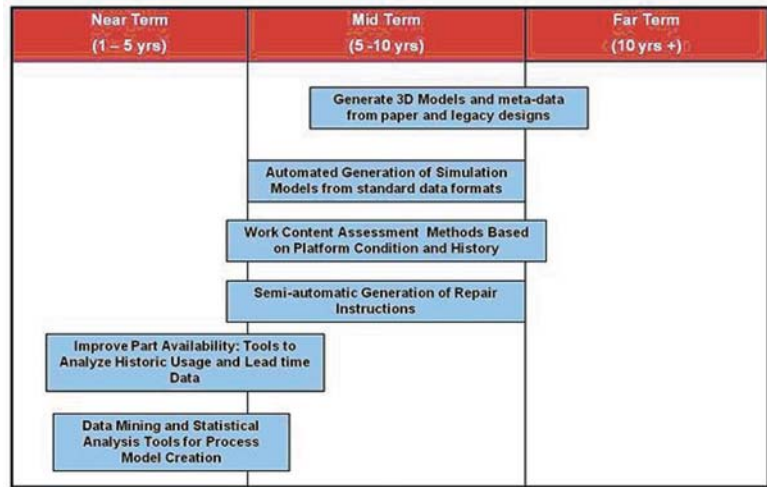 Near Term
(1 – 5 yrs)
Mid Term
(5 -10 yrs)
Far Term
(10 yrs +)
Generate 3D Models and meta-data
from paper and legacy designs
Automated Generation of Simulation
Models from standard data formats
Work Content Assessment Methods Based
on Platform Condition and History
Semi-automatic Generation of Repair
Instructions
Improve Part Availability: Tools to
Analyze Historic Usage and Lead time
Data
Data Mining and Statistical
Analysis Tools for Process
Model Creation